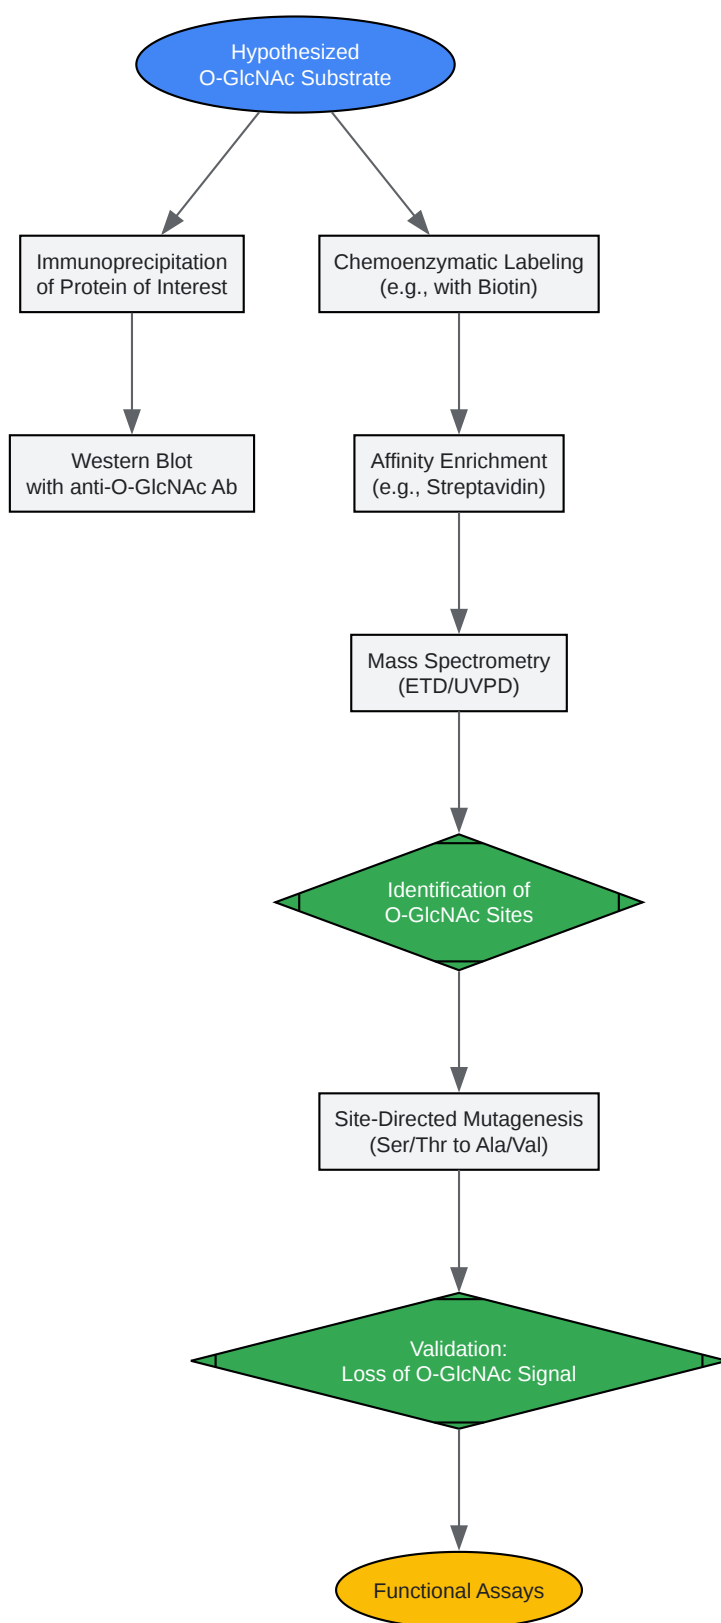 Hypothesized
O-GlcNAc Substrate
Immunoprecipitation
of Protein of Interest
Chemoenzymatic Labeling
(e.g., with Biotin)
Western Blot
with anti-O-GlcNAc Ab
Affinity Enrichment
(e.g., Streptavidin)
Mass Spectrometry
(ETD/UVPD)
Identification of
O-GlcNAc Sites
Site-Directed Mutagenesis
(Ser/Thr to Ala/Val)
Validation:
Loss of O-GlcNAc Signal
Functional Assays